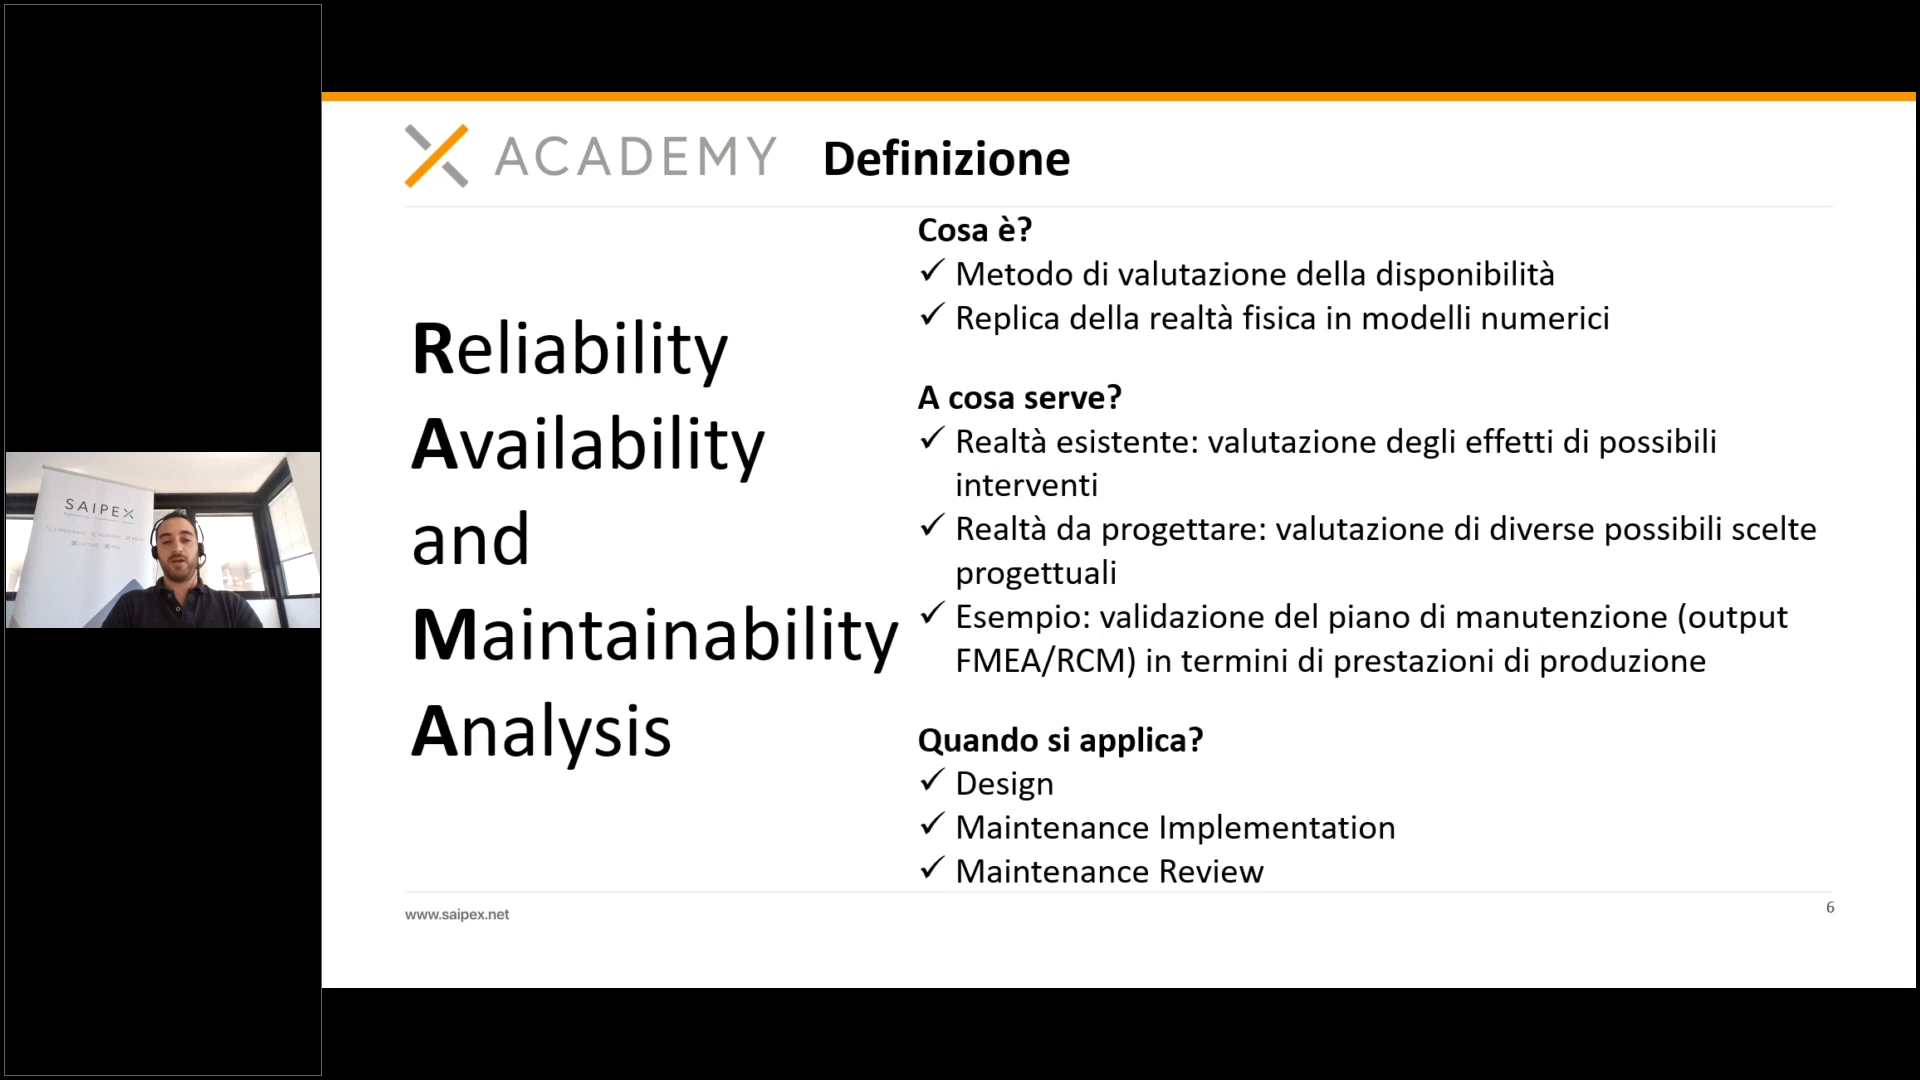 ACADEMY Definizione
Reliability
Availability
and
Maintainability
Analysis
Cosa è?
✓ Metodo di valutazione della disponibilità
✓ Replica della realtà fisica in modelli numerici
A cosa serve?
✓ Realtà esistente: valutazione degli effetti di possibili
interventi
✓ Realtà da progettare: valutazione di diverse possibili scelte
progettuali
✓ Esempio: validazione del piano di manutenzione (output
FMEA/RCM) in termini di prestazioni di produzione
Quando si applica?
✓ Design
✓ Maintenance Implementation
✓ Maintenance Review
www.saipex.net
6
SAIPEX